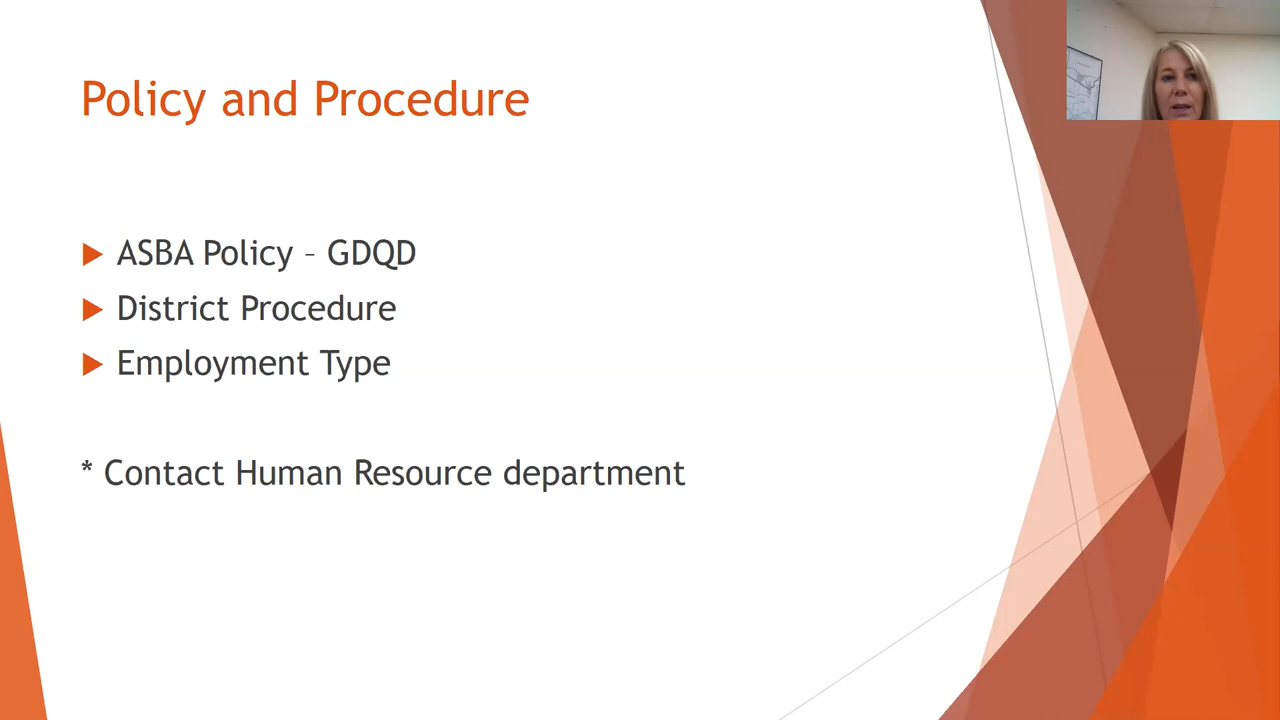 Policy and Procedure
ASBA Policy – GDQD
District Procedure
Employment Type
* Contact Human Resource department